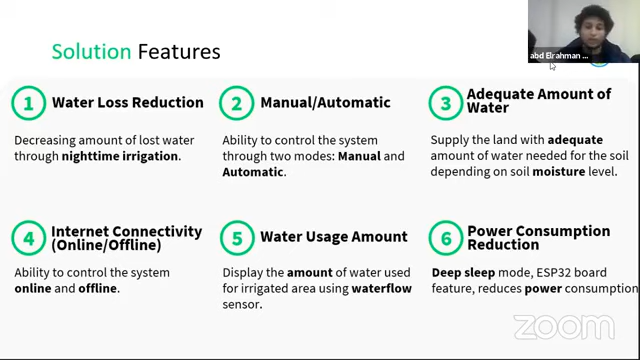 Solution Features
abd Elrahman ...
1 Water Loss Reduction
Decreasing amount of lost water
through nighttime irrigation.
2 Manual/Automatic
Ability to control the system
through two modes: Manual and
Automatic.
3 Adequate Amount of
Water
Supply the land with adequate
amount of water needed for the soil
depending on soil moisture level.
4 Internet Connectivity
(Online/Offline)
Ability to control the system
online and offline.
5 Water Usage Amount
Display the amount of water used
for irrigated area using waterflow
sensor.
6 Power Consumption
Reduction
Deep sleep mode, ESP32 board
feature, reduces power consumption
zoom